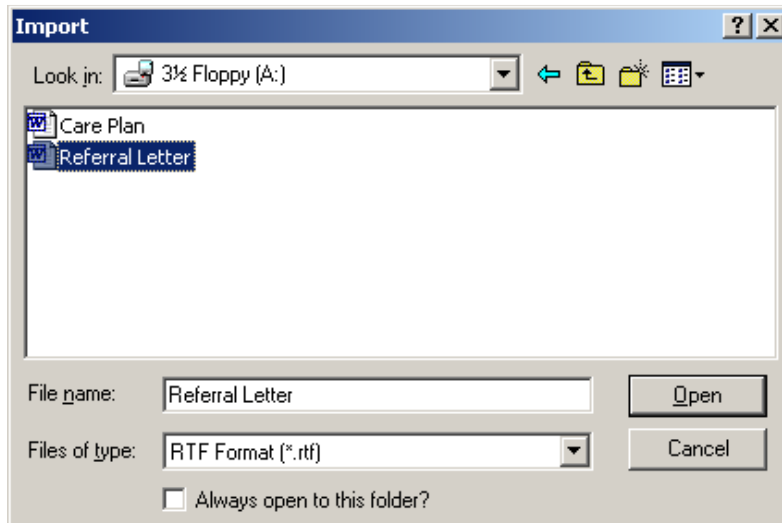 Import
Look in: 3½ Floppy (A:)
Care Plan
Referral Letter
File name: Referral Letter Open
Files of type: RTF Format (*.rtf) Cancel
Always open to this folder?